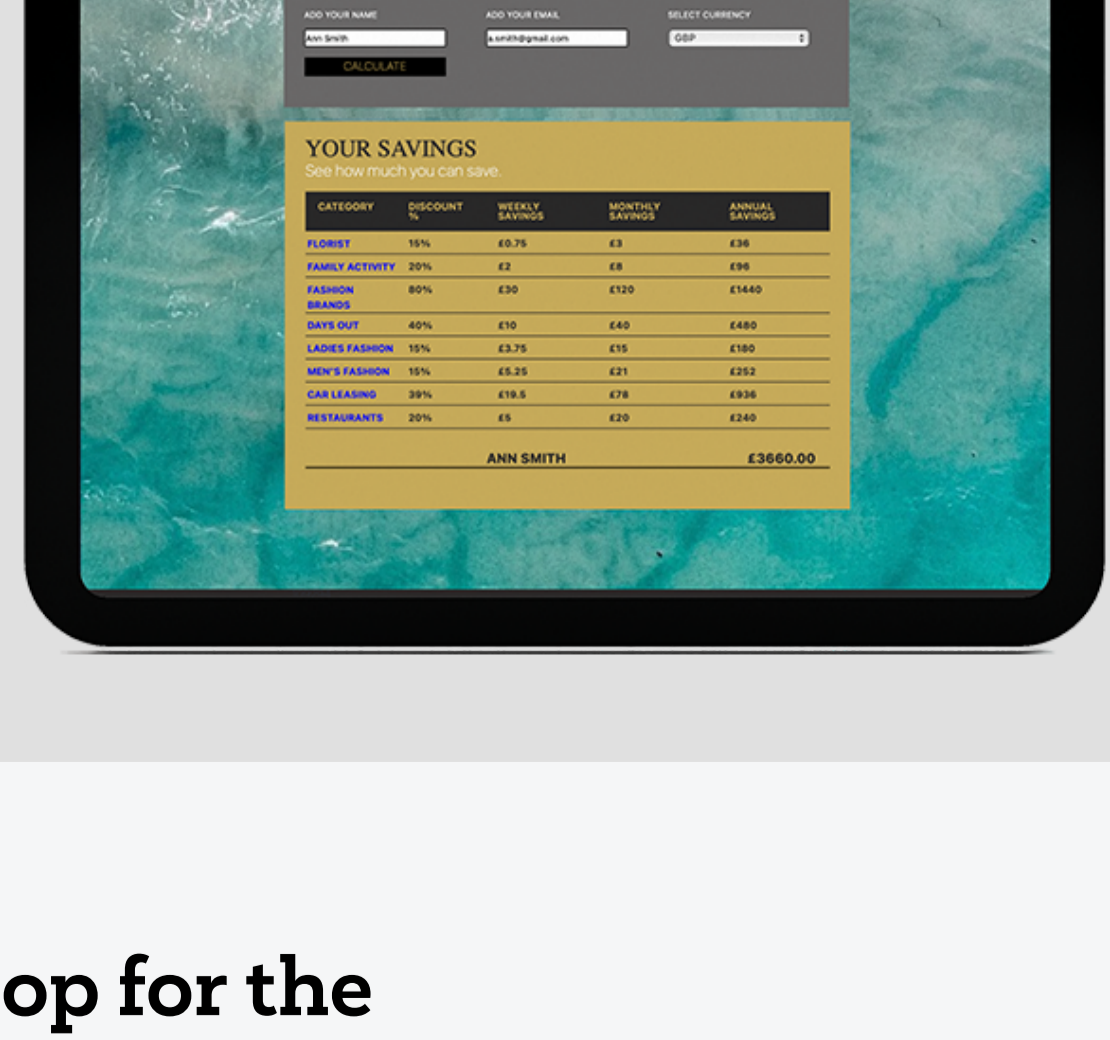 ADD YOUR NAME ADD YOUR EMAIL SELECT CURRENCY
Ann Smith a.smith@gmail.com GBP
CALCULATE
YOUR SAVINGS
See how much you can save.
CATEGORY DISCOUNT % WEEKLY SAVINGS MONTHLY SAVINGS ANNUAL SAVINGS
FLORIST 15% £0.75 £3 £36
FAMILY ACTIVITY 20% £2 £8 £96
FASHION BRANDS 80% £30 £120 £1440
DAYS OUT 40% £10 £40 £480
LADIES FASHION 15% £3.75 £15 £180
MEN'S FASHION 15% £5.25 £21 £252
CAR LEASING 39% £19.5 £78 £936
RESTAURANTS 20% £5 £20 £240
ANN SMITH £3660.00
op for the